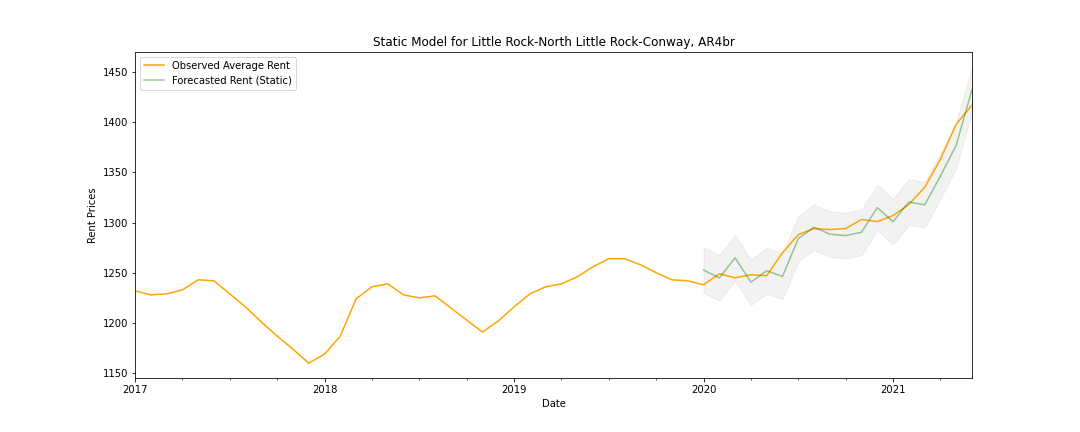 Static Model for Little Rock-North Little Rock-Conway, AR4br
Observed Average Rent
Forecasted Rent (Static)
1450
1400
1350
1300
1250
1200
1150
Rent Prices
2017
2018
2019
2020
2021
Date